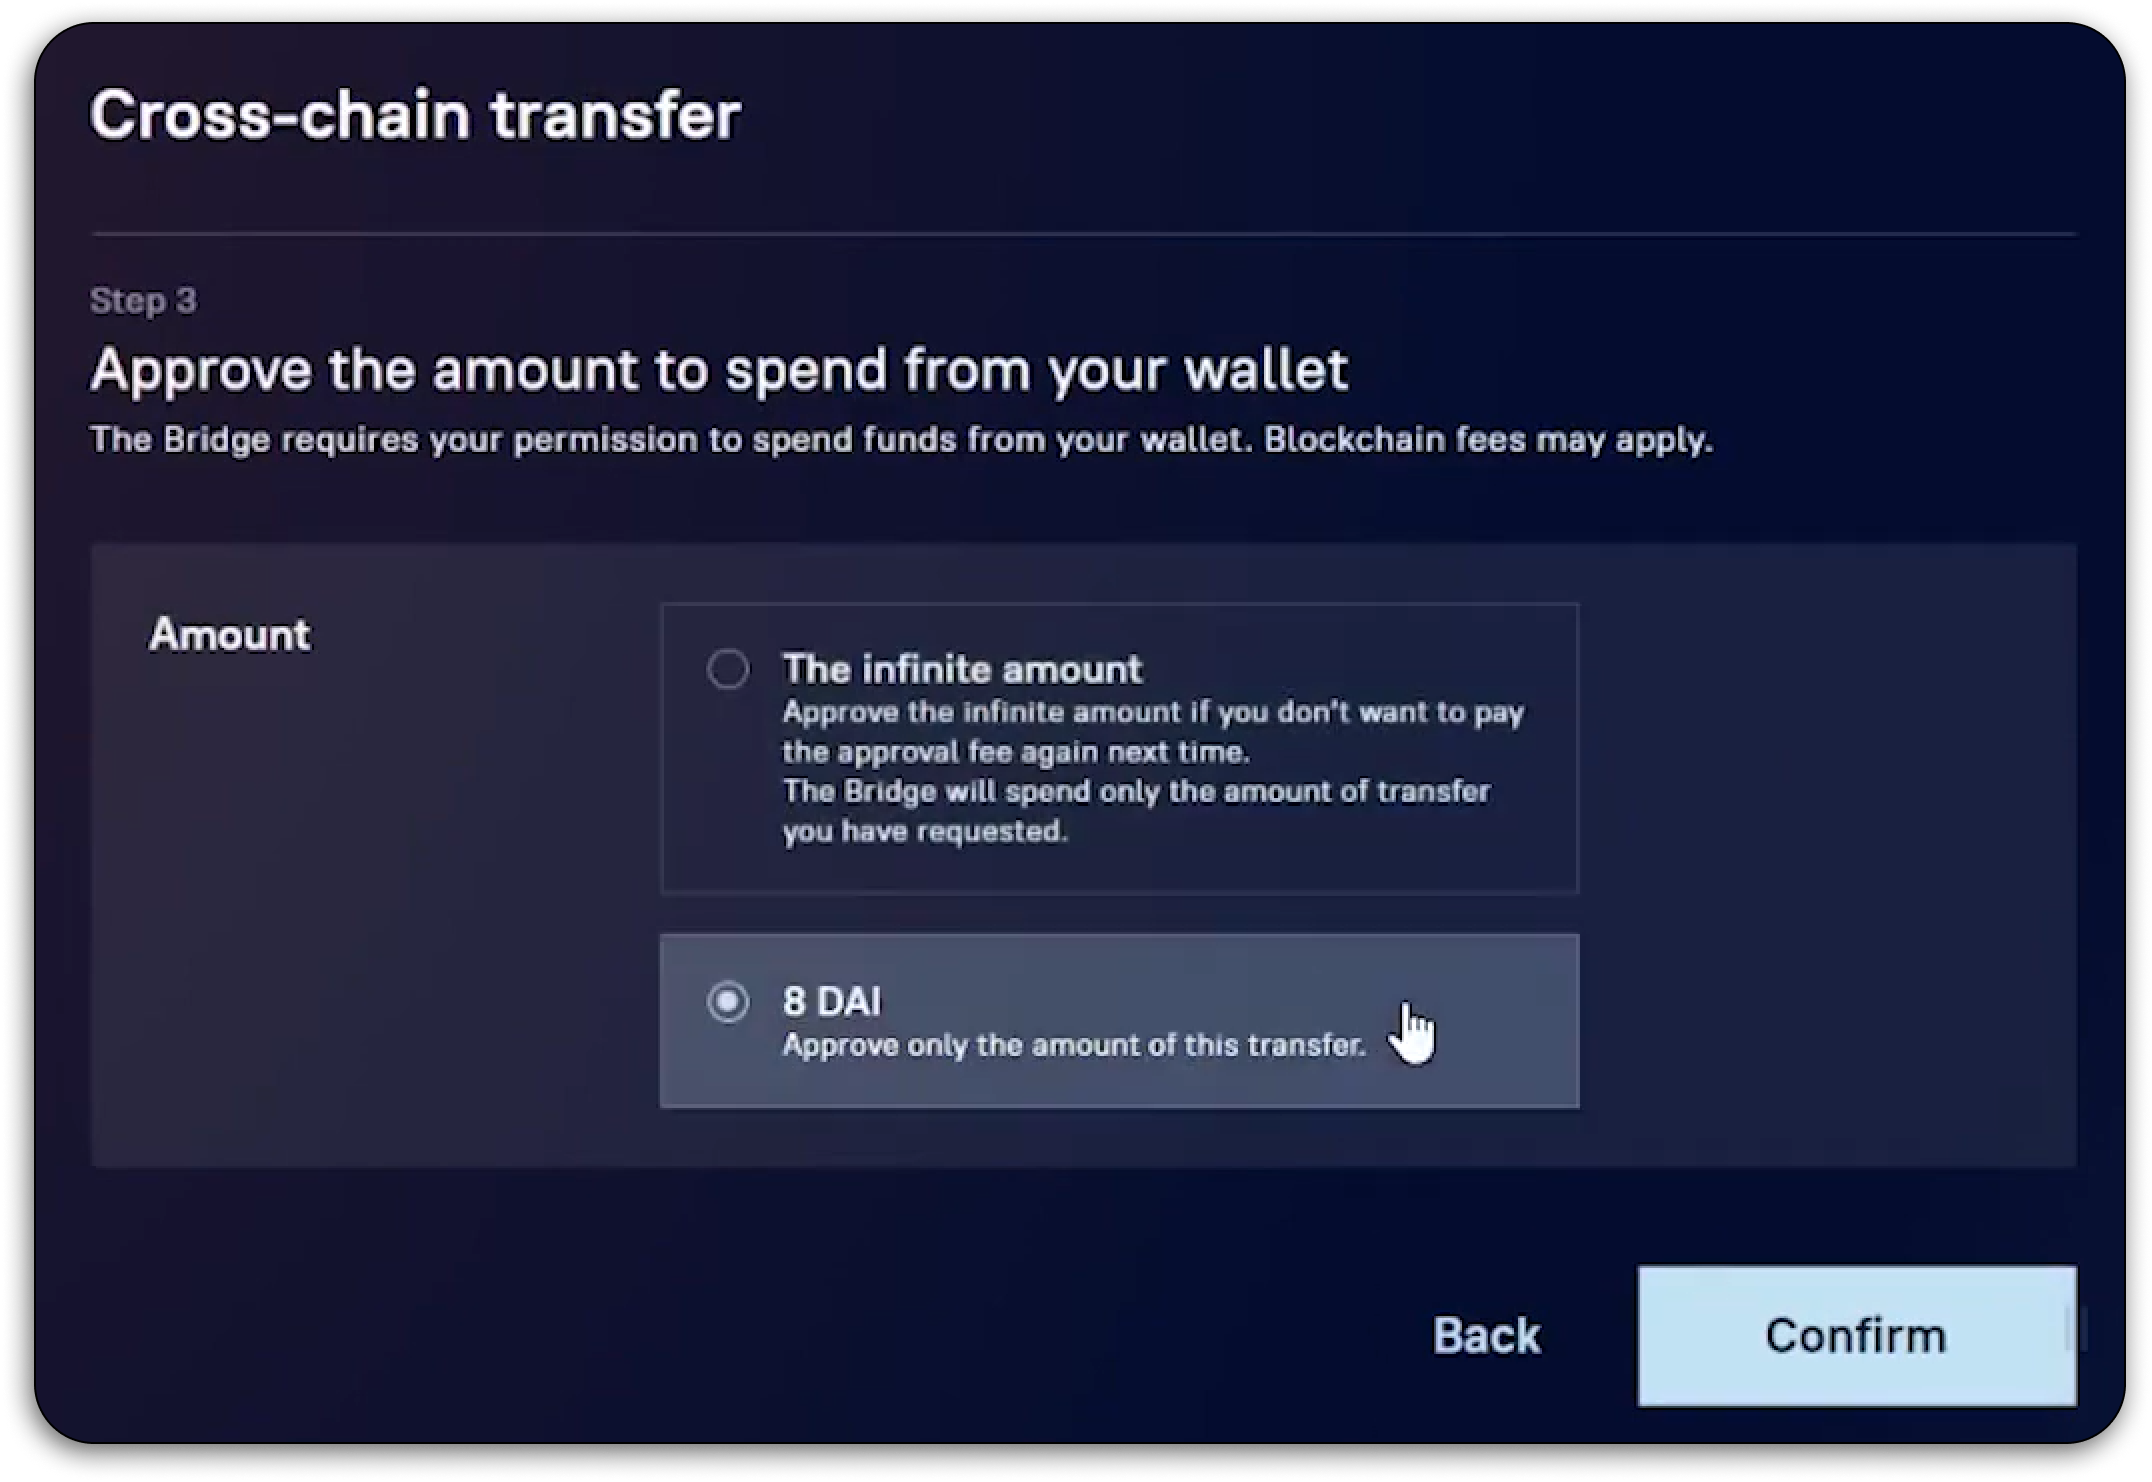 Cross-chain transfer
Step 3
Approve the amount to spend from your wallet
The Bridge requires your permission to spend funds from your wallet. Blockchain fees may apply.
Amount
The infinite amount
Approve the infinite amount if you don't want to pay
the approval fee again next time.
The Bridge will spend only the amount of transfer
you have requested.
8 DAI
Approve only the amount of this transfer.
Back
Confirm